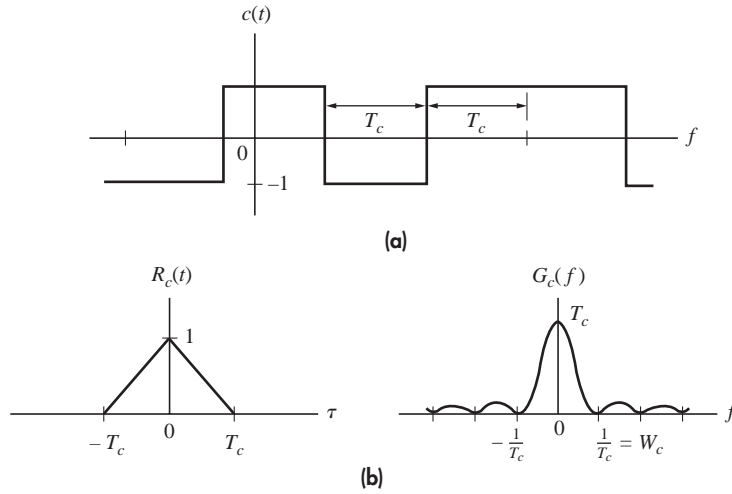 c(t)
T_c T_c
0
f
–1
(a)
R_c(t) G_c(f)
1 T_c
–T_c 0 T_c τ
–1/T_c 0 1/T_c = W_c f
(b)